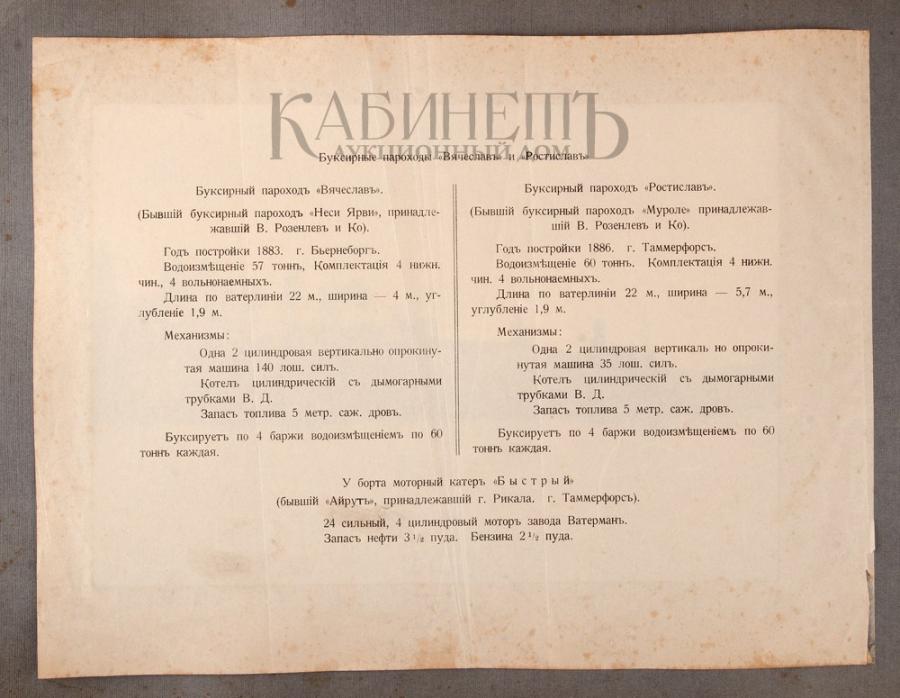 КАБИНЕТЪ
АУКЦИОННЫЙ ДОМ
Буксирные пароходы «Вячеславъ» и «Ростиславъ»
Буксирный пароходъ «Вячеславъ».
(Бывшій буксирный пароходъ «Неси Ярви», принадле-
жавшій В. Розенлевъ и Ко).
Годъ постройки 1883. г. Бьернеборгъ.
Водоизмѣщеніе 57 тоннъ, Комплектація 4 нижн.
чин., 4 вольнонаемныхъ.
Длина по ватерлиніи 22 м., ширина — 4 м., уг-
лубленіе 1,9 м.
Механизмы:
Одна 2 цилиндровая вертикально опрокину-
тая машина 140 лош. силъ.
Котелъ цилиндрическій съ дымогарными
трубками В. Д.
Запасъ топлива 5 метр. саж. дровъ.
Буксируетъ по 4 баржи водоизмѣщеніемъ по 60
тоннъ каждая.
Буксирный пароходъ «Ростиславъ».
(Бывшій буксирный пароходъ «Муроле» принадлежав-
шій В. Розенлевъ и Ко).
Годъ постройки 1886. г. Таммерфорсъ.
Водоизмѣщеніе 60 тоннъ. Комплектація 4 нижн.
чин. 4 вольнонаемныхъ.
Длина по ватерлиніи 22 м., ширина — 5,7 м.,
углубленіе 1,9 м.
Механизмы:
Одна 2 цилиндровая вертикаль но опроки-
нутая машина 35 лош. силъ.
Котелъ цилиндрическій съ дымогарными
трубками В. Д.
Запасъ топлива 5 метр. саж. дровъ.
Буксируетъ по 4 баржи водоизмѣщеніемъ по 60
тоннъ каждая.
У борта моторный катеръ «Быстрый»
(бывшій «Айрутъ», принадлежавшій г. Рикала. г. Таммерфорсъ).
24 сильный, 4 цилиндровый моторъ завода Ватерманъ.
Запасъ нефти 3 1/2 пуда. Бензина 2 1/2 пуда.